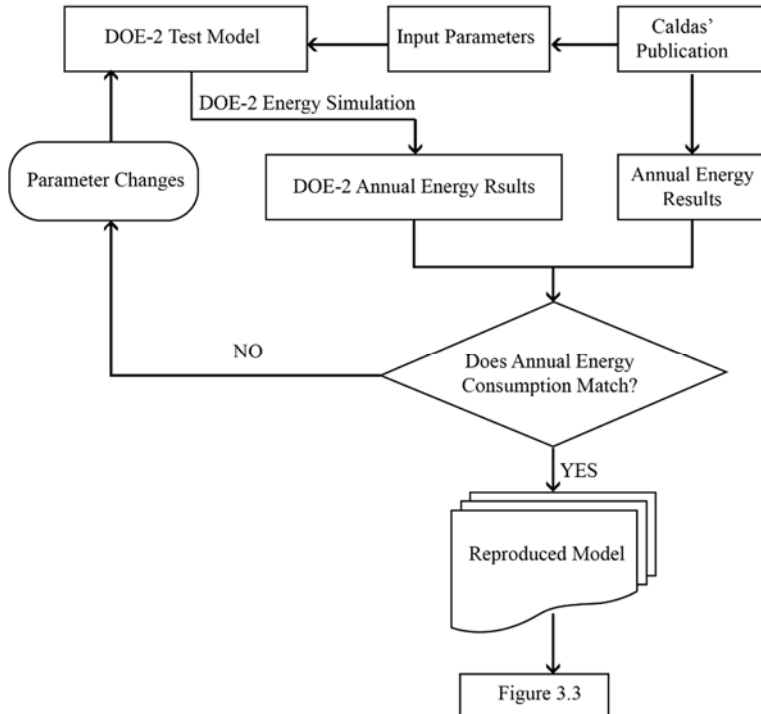 DOE-2 Test Model
Input Parameters
Caldas'
Publication
DOE-2 Energy Simulation
Parameter Changes
DOE-2 Annual Energy Rsults
Annual Energy
Results
NO
Does Annual Energy
Consumption Match?
YES
Reproduced Model
Figure 3.3